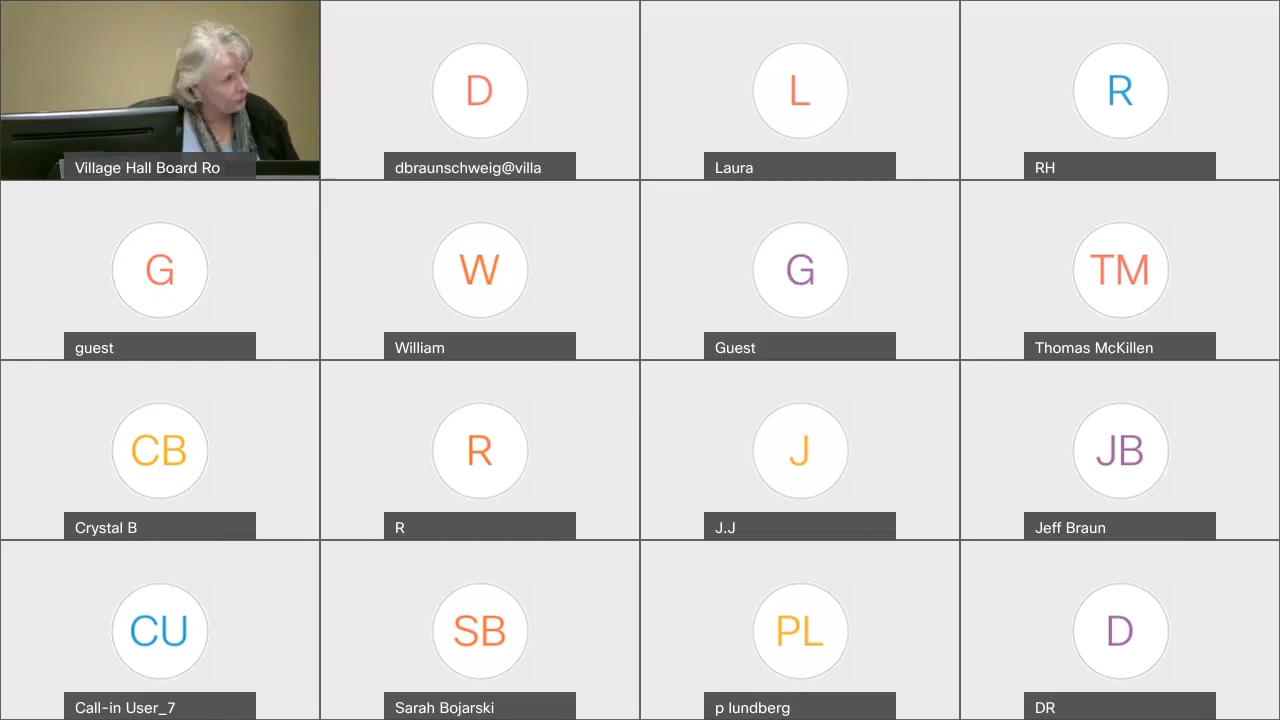 Village Hall Board Ro
D
dbraunschweig@villa
L
Laura
R
RH
G
guest
W
William
G
Guest
TM
Thomas McKillen
CB
Crystal B
R
R
J
J.J
JB
Jeff Braun
CU
Call-in User_7
SB
Sarah Bojarski
PL
p lundberg
D
DR